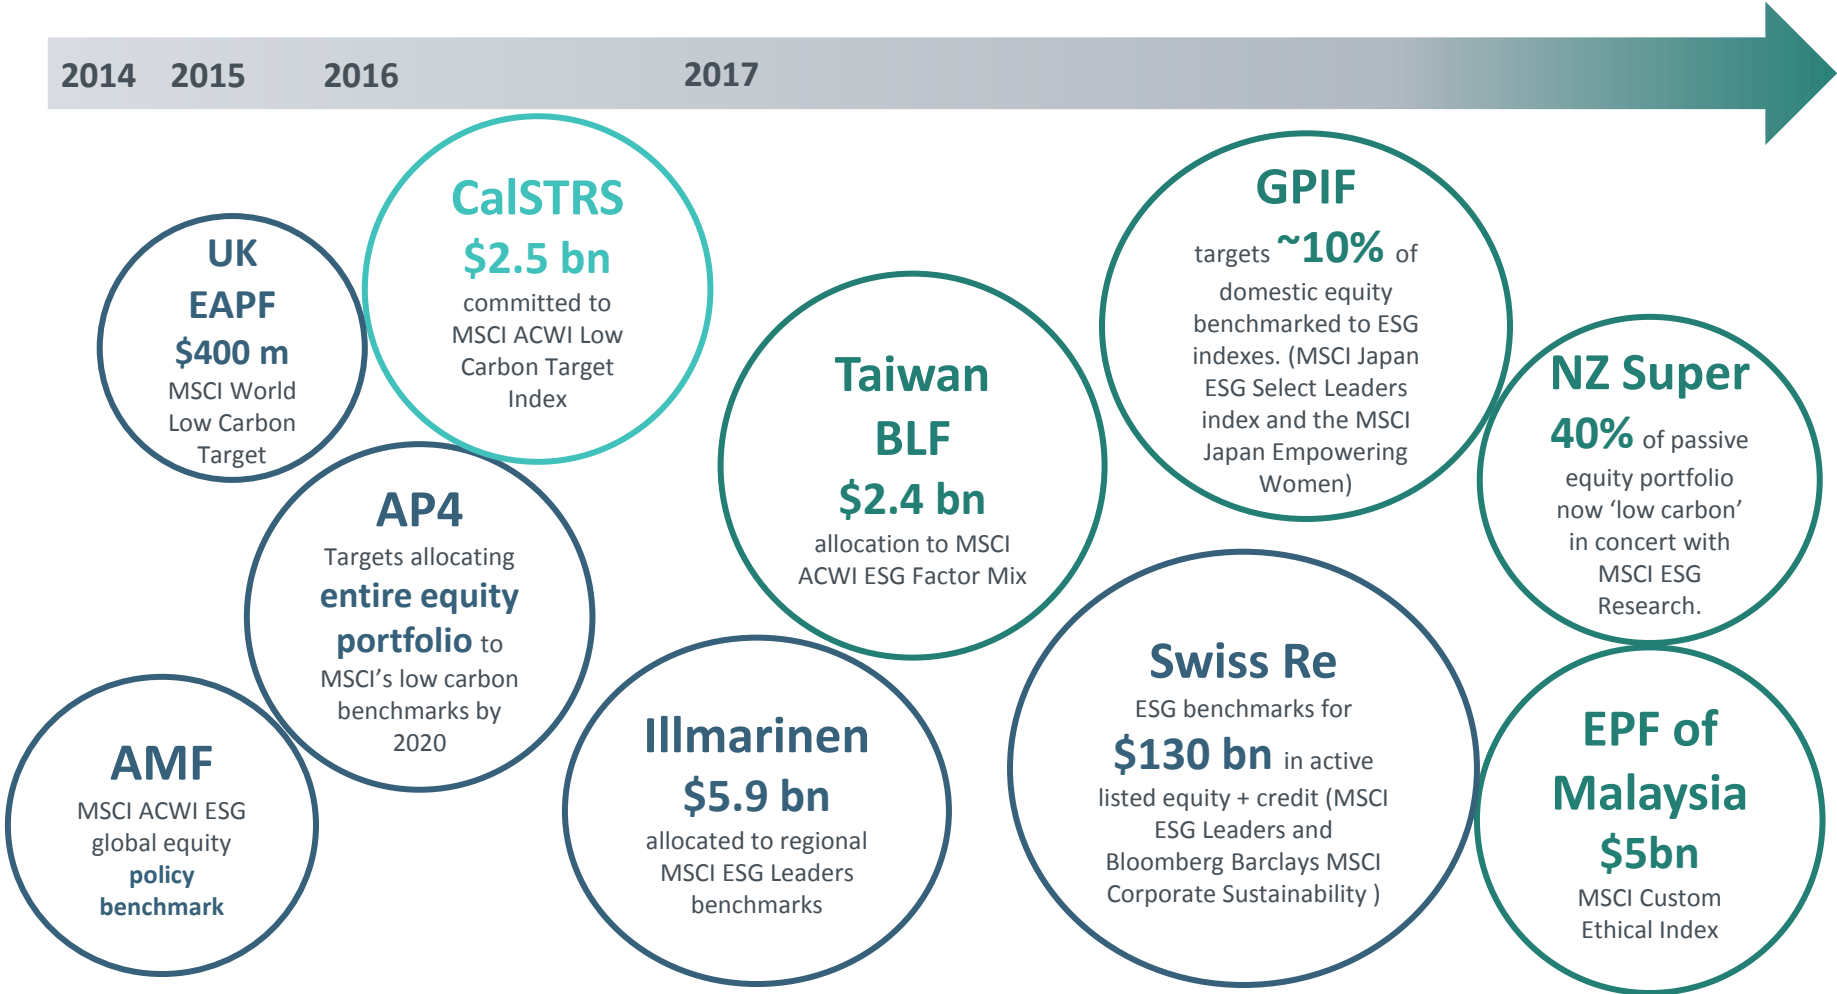 2014 2015 2016 2017
UK
EAPF
$400 m
MSCI World
Low Carbon
Target
CalSTRS
$2.5 bn
committed to
MSCI ACWI Low
Carbon Target
Index
AP4
Targets allocating
entire equity
portfolio to
MSCI’s low carbon
benchmarks by
2020
AMF
MSCI ACWI ESG
global equity
policy
benchmark
Illmarinen
$5.9 bn
allocated to regional
MSCI ESG Leaders
benchmarks
Taiwan
BLF
$2.4 bn
allocation to MSCI
ACWI ESG Factor Mix
GPIF
targets ~10% of
domestic equity
benchmarked to ESG
indexes. (MSCI Japan
ESG Select Leaders
index and the MSCI
Japan Empowering
Women)
Swiss Re
ESG benchmarks for
$130 bn in active
listed equity + credit (MSCI
ESG Leaders and
Bloomberg Barclays MSCI
Corporate Sustainability )
NZ Super
40% of passive
equity portfolio
now ‘low carbon’
in concert with
MSCI ESG
Research.
EPF of
Malaysia
$5bn
MSCI Custom
Ethical Index